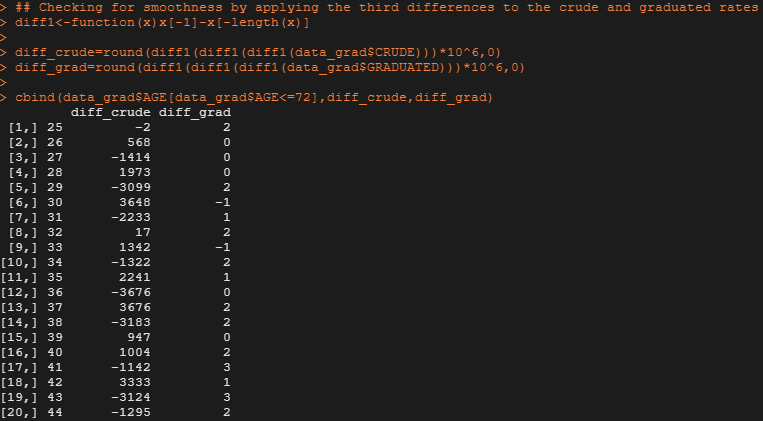 > ## Checking for smoothness by applying the third differences to the crude and graduated rates
> diff1<-function(x)x[-1]-x[-length(x)]
>
> diff_crude=round(diff1(diff1(diff1(data_grad$CRUDE)))*10^6,0)
> diff_grad=round(diff1(diff1(diff1(data_grad$GRADUATED)))*10^6,0)
>
> cbind(data_grad$AGE[data_grad$AGE<=72],diff_crude,diff_grad)
diff_crude diff_grad
[1,] 25 -2 2
[2,] 26 568 0
[3,] 27 -1414 0
[4,] 28 1973 0
[5,] 29 -3099 2
[6,] 30 3648 -1
[7,] 31 -2233 1
[8,] 32 17 2
[9,] 33 1342 -1
[10,] 34 -1322 2
[11,] 35 2241 1
[12,] 36 -3676 0
[13,] 37 3676 2
[14,] 38 -3183 2
[15,] 39 947 0
[16,] 40 1004 2
[17,] 41 -1142 3
[18,] 42 3333 1
[19,] 43 -3124 3
[20,] 44 -1295 2